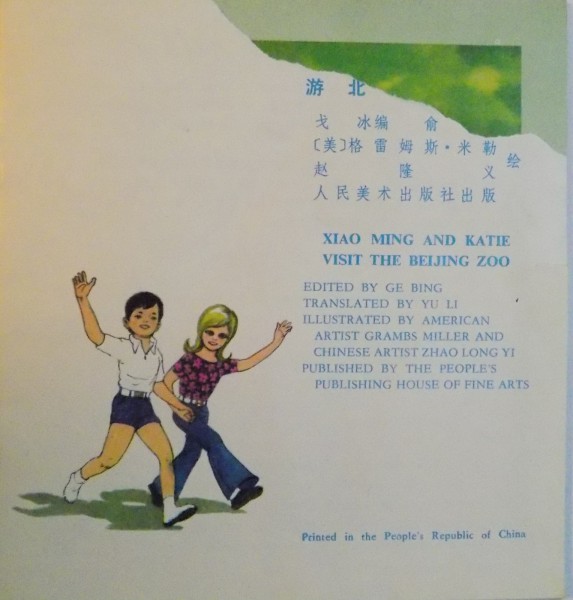 游北
戈冰编 俞
〔美〕格雷姆斯·米勒
赵隆义 绘
人民美术出版社出版
XIAO MING AND KATIE
VISIT THE BEIJING ZOO
EDITED BY GE BING
TRANSLATED BY YU LI
ILLUSTRATED BY AMERICAN
ARTIST GRAMBS MILLER AND
CHINESE ARTIST ZHAO LONG YI
PUBLISHED BY THE PEOPLE'S
PUBLISHING HOUSE OF FINE ARTS
Printed in the People's Republic of China